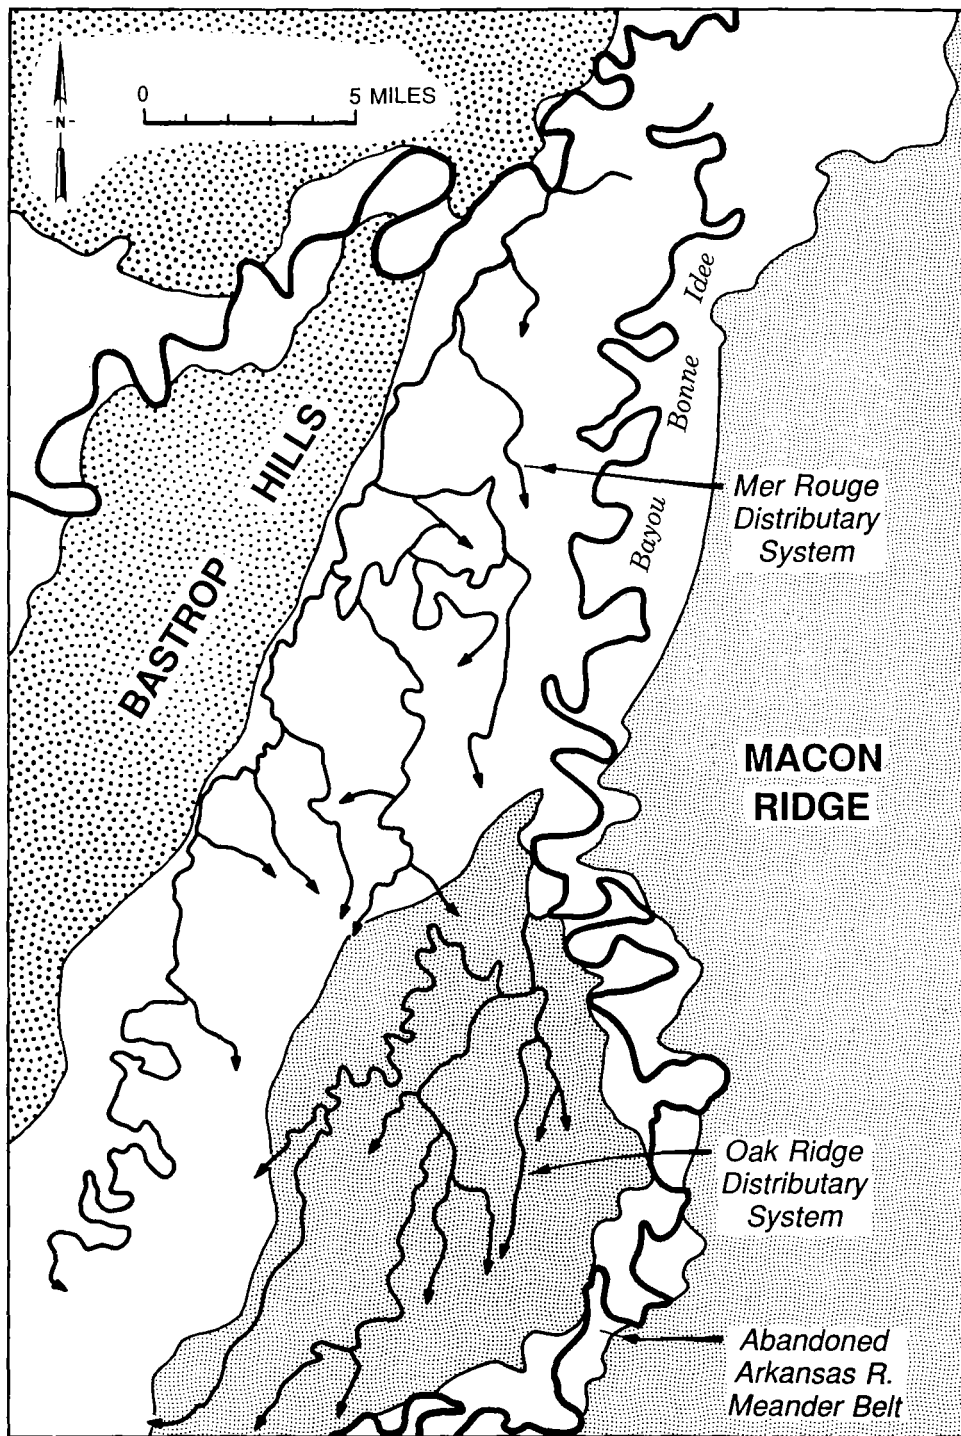 0 5 MILES
-N-
Idee
Bonne
Bayou
HILLS
BASTROP
Mer Rouge
Distributary
System
MACON
RIDGE
Oak Ridge
Distributary
System
Abandoned
Arkansas R.
Meander Belt